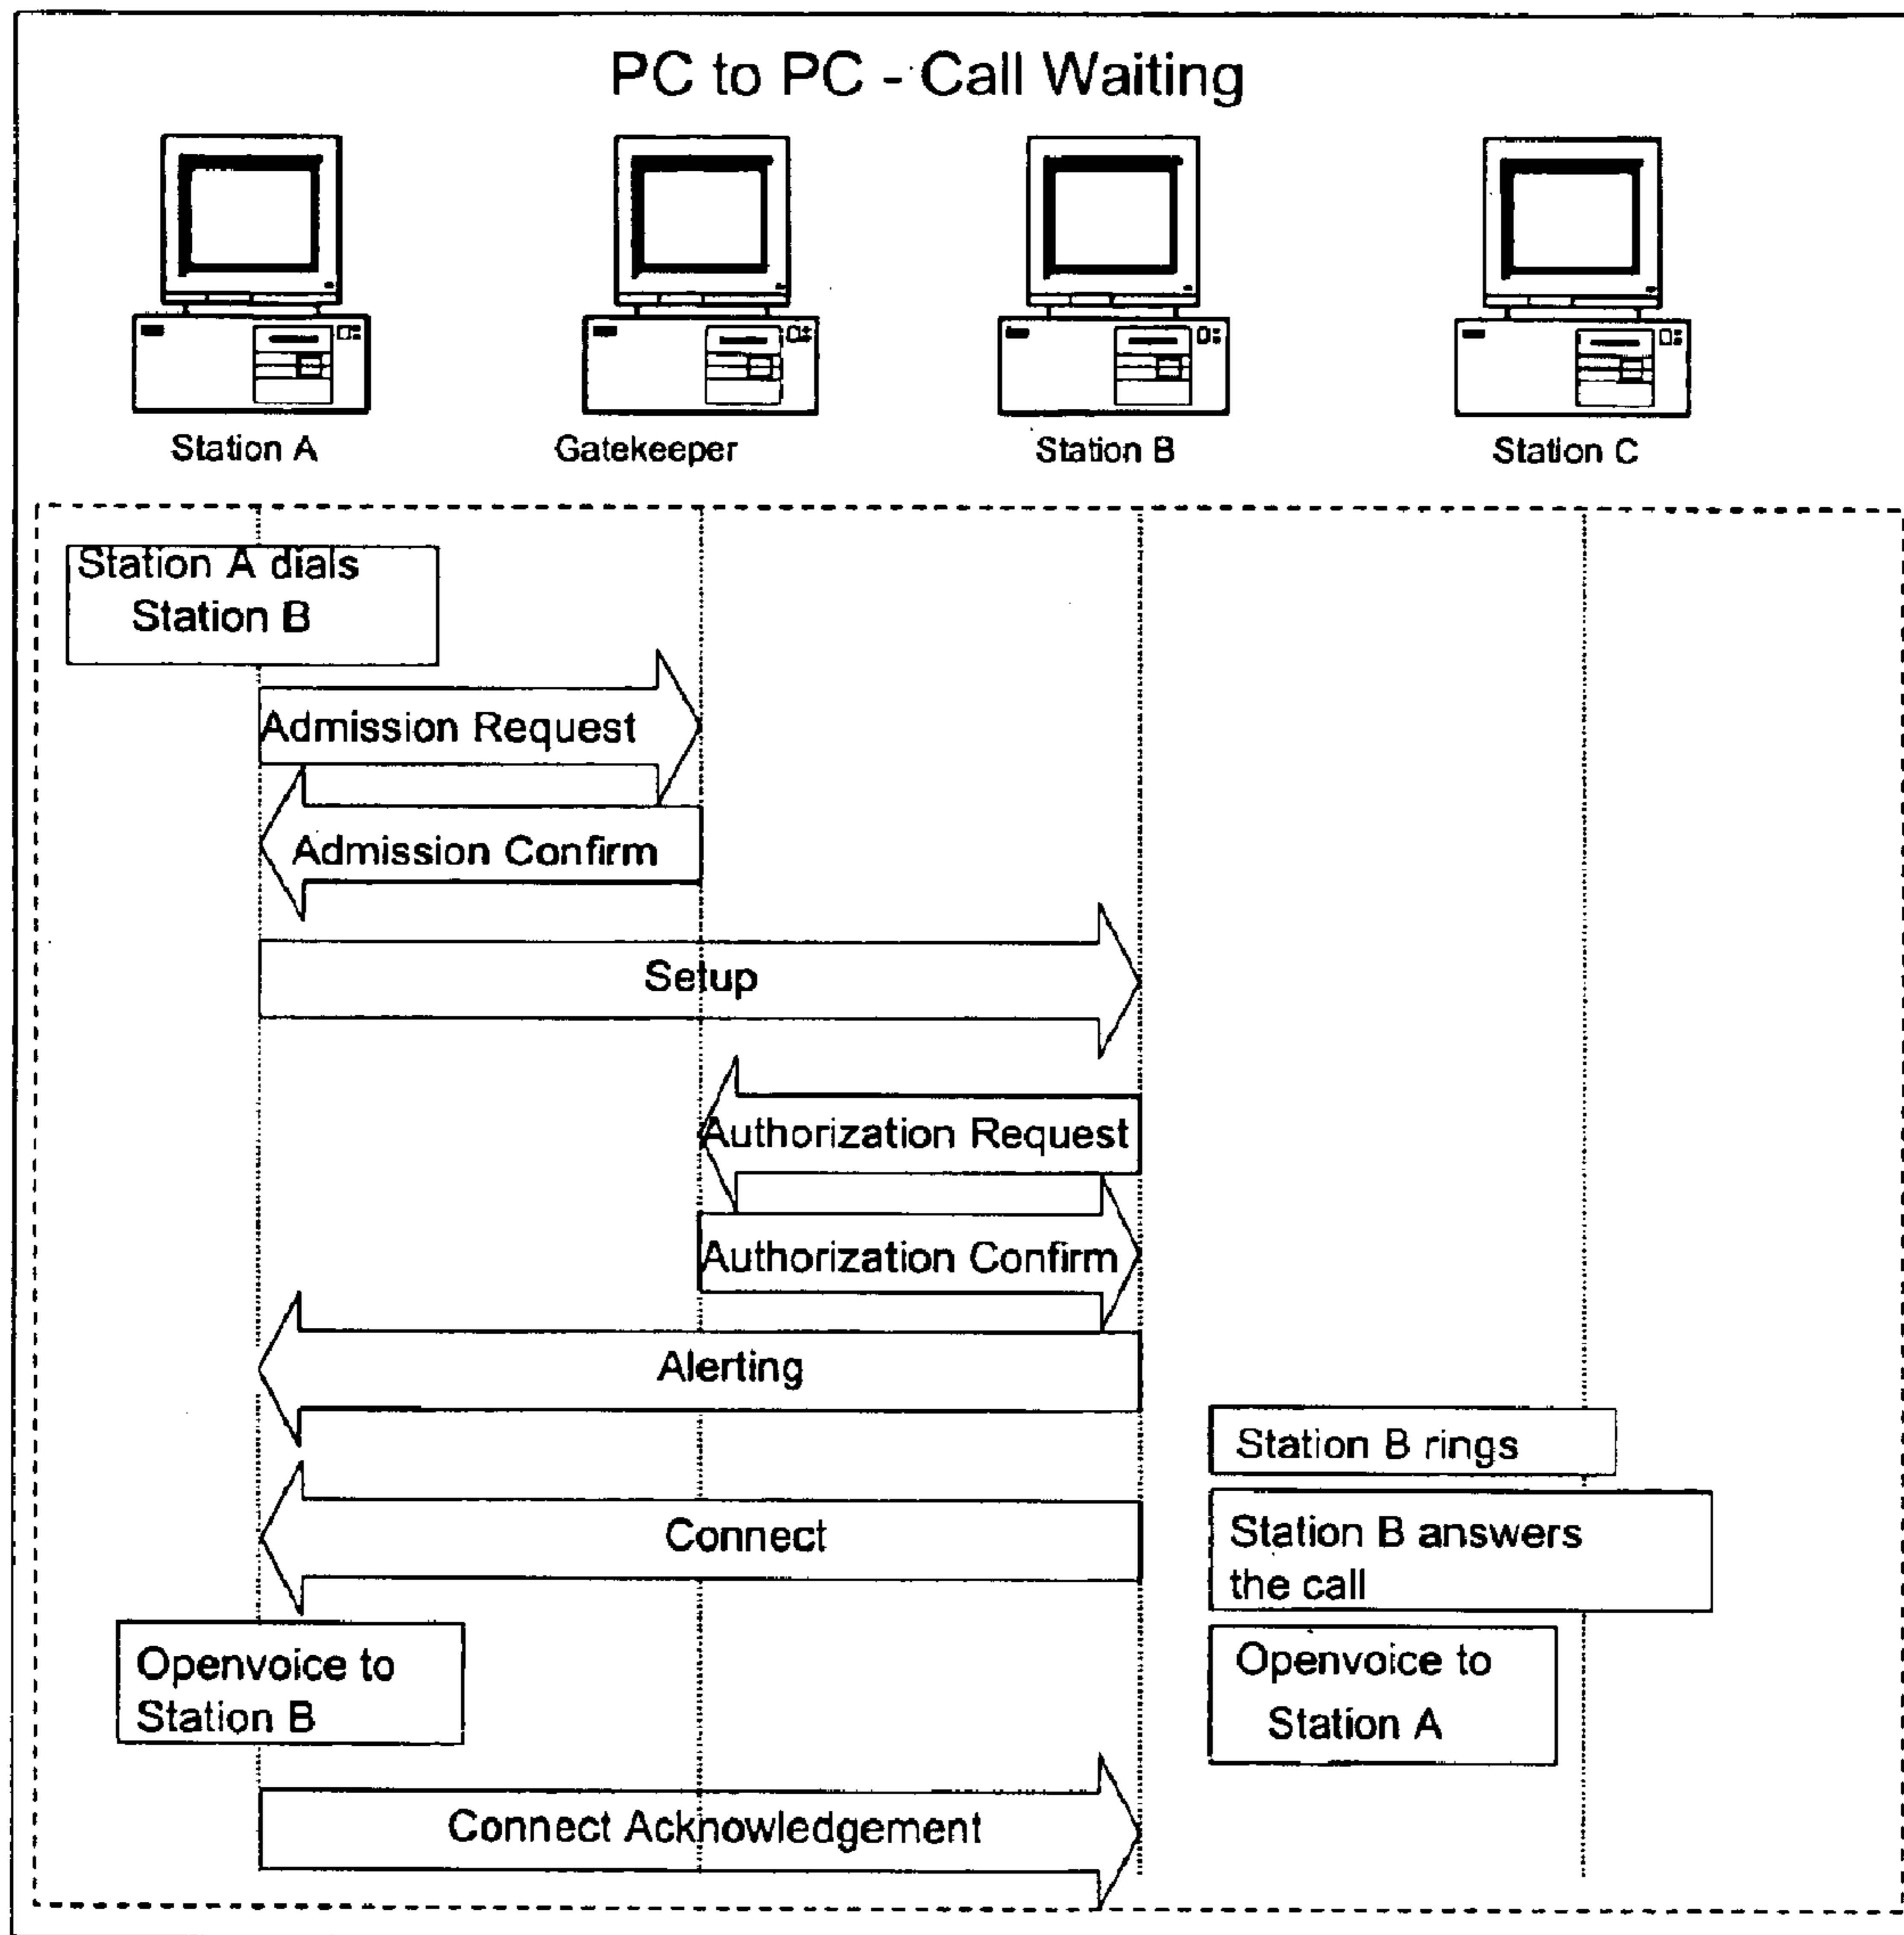 PC to PC - Call Waiting
Station A
Gatekeeper
Station B
Station C
Station A dials
Station B
Admission Request
Admission Confirm
Setup
Authorization Request
Authorization Confirm
Alerting
Station B rings
Connect
Station B answers
the call
Openvoice to
Station B
Openvoice to
Station A
Connect Acknowledgement